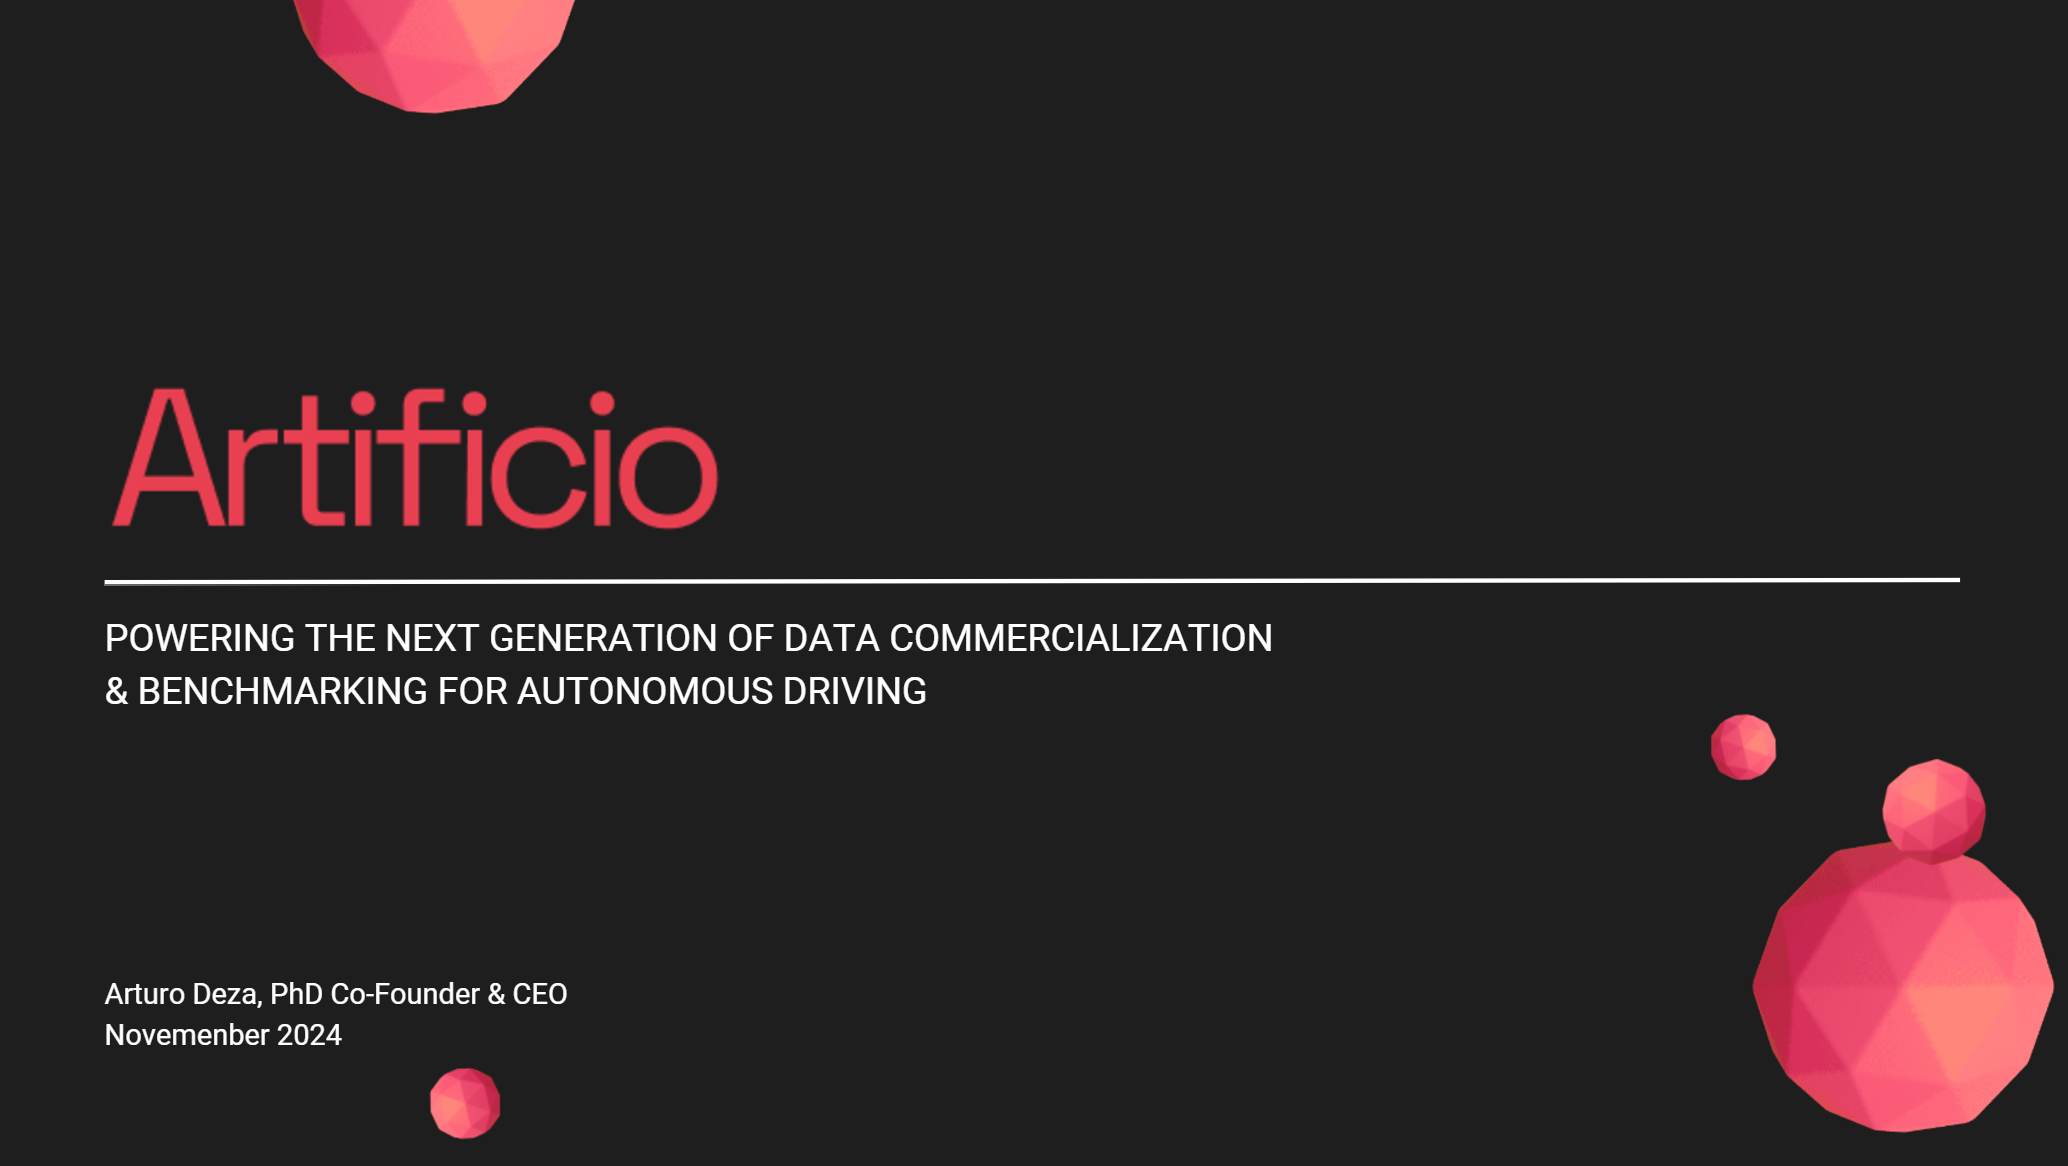 Artificio
POWERING THE NEXT GENERATION OF DATA COMMERCIALIZATION
& BENCHMARKING FOR AUTONOMOUS DRIVING
Arturo Deza, PhD Co-Founder & CEO
Novemenber 2024